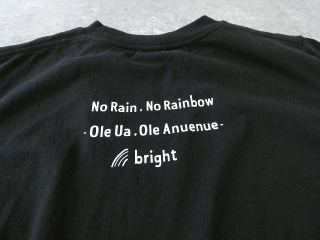 No Rain . No Rainbow
- Ole Ua . Ole Anuenue -
bright